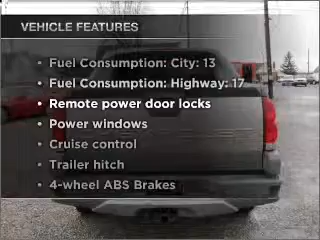 VEHICLE FEATURES
• Fuel Consumption: City: 13
• Fuel Consumption: Highway: 17
• Remote power door locks
• Power windows
• Cruise control
• Trailer hitch
• 4-wheel ABS Brakes